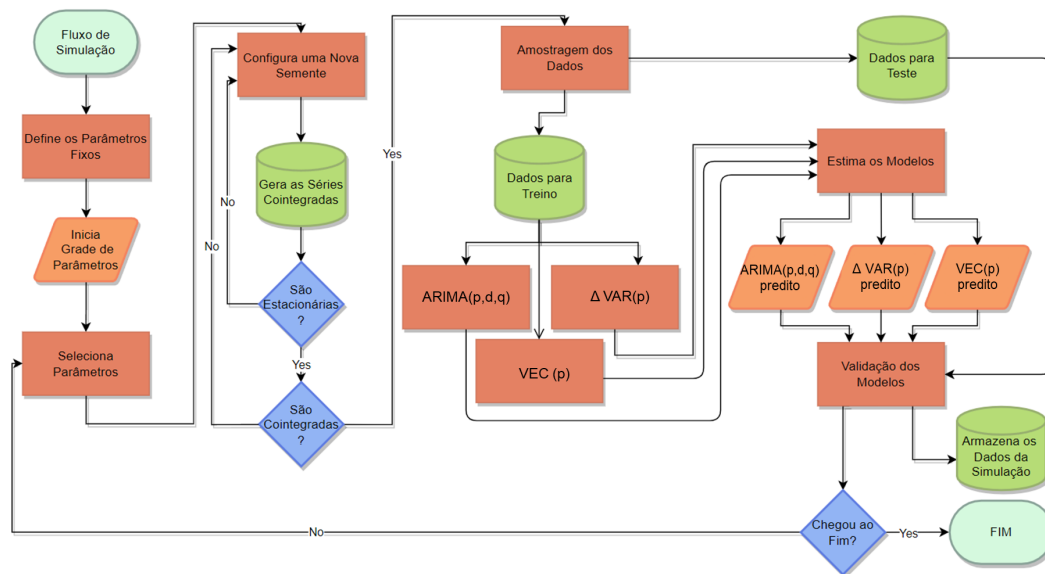 Fluxo de
Simulação
Define os Parâmetros
Fixos
Inicia
Grade de
Parâmetros
Seleciona
Parâmetros
Configura uma Nova
Semente
Gera as Séries
Cointegradas
São
Estacionárias
?
No
Yes
São
Cointegradas
?
No
Yes
Amostragem dos
Dados
Dados para
Teste
Dados para
Treino
ARIMA(p,d,q)
Δ VAR(p)
VEC (p)
Estima os Modelos
ARIMA(p,d,q)
predito
Δ VAR(p)
predito
VEC(p)
predito
Validação dos
Modelos
Armazena os
Dados da
Simulação
Chegou ao
Fim?
No
Yes
FIM